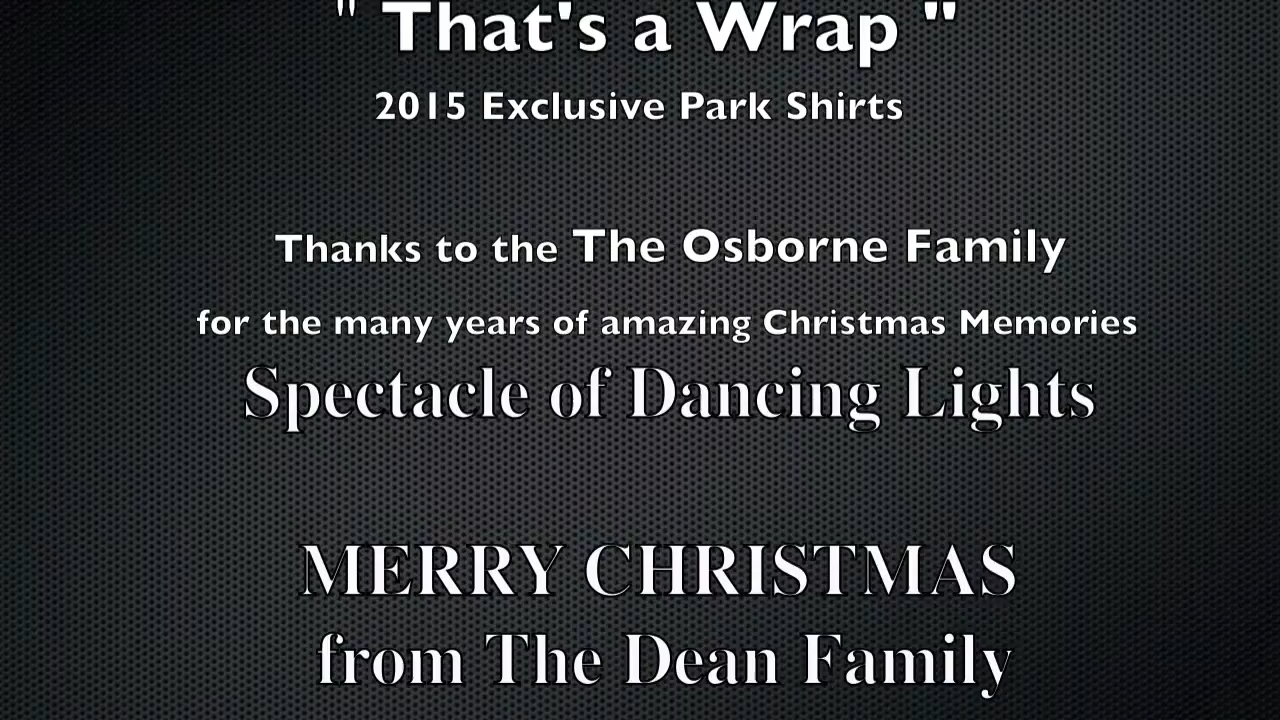 " That's a Wrap "
2015 Exclusive Park Shirts
Thanks to the The Osborne Family
for the many years of amazing Christmas Memories
Spectacle of Dancing Lights
MERRY CHRISTMAS
from The Dean Family